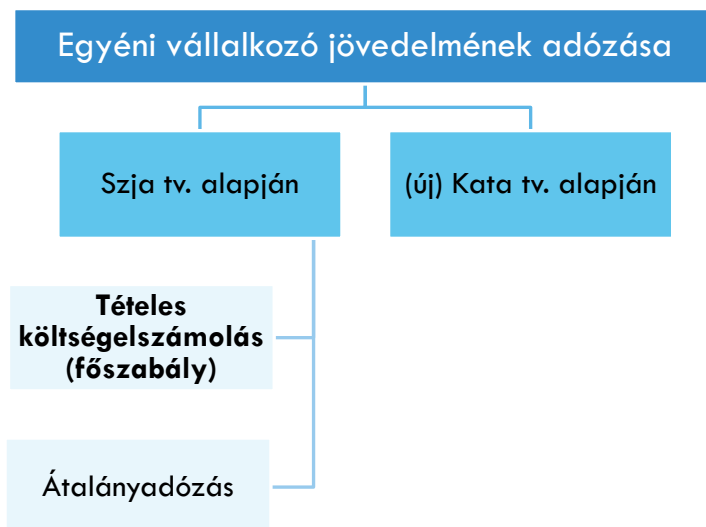 Egyéni vállalkozó jövedelmének adózása
Szja tv. alapján
(új) Kata tv. alapján
Tételes
költségelszámolás
(főszabály)
Átalányadózás